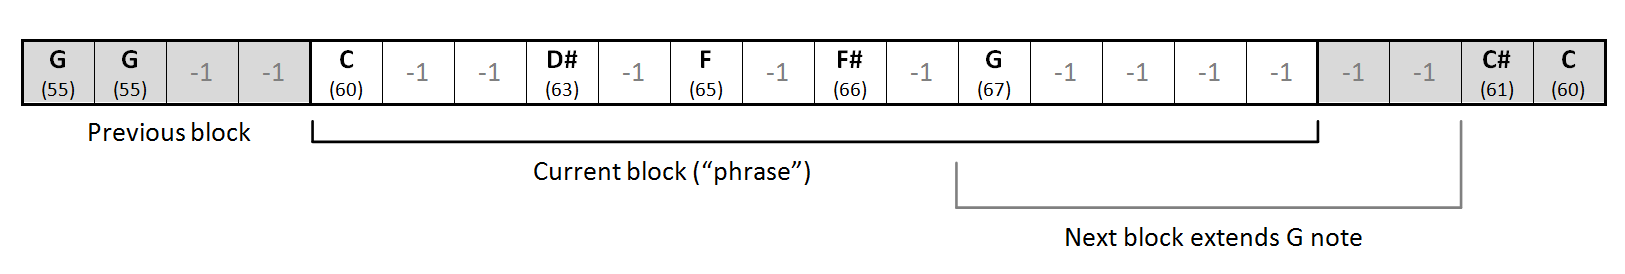 G G -1 -1 C -1 -1 D# -1 F -1 F# -1 G -1 -1 -1 -1 -1 -1 C# C
(55) (55) (60) (63) (65) (66) (67) (61) (60)
Previous block
Current block (“phrase”)
Next block extends G note